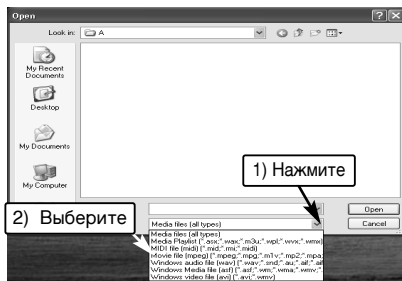 Open
Look in:
A
My Recent
Documents
Desktop
My Documents
My Computer
1) Нажмите
2) Выберите
Open
Media files (all types)
Cancel
Media files (all types)
Media Playlist (*.asx;*.wax;*.m3u;*.wpl;*.wvx;*.wmx
MIDI file (midi) (*.mid;*.rmi;*.midi)
Movie file (mpeg) (*.mpeg;*.mpg;*.m1v;*.mp2;*.mpa;
Windows audio file (wav) (*.wav;*.snd;*.au;*.aif;*.aif
Windows Media file (asf) (*.asf;*.wm;*.wma;*.wmv;*.
Windows video file (avi) (*.avi;*.wmv)